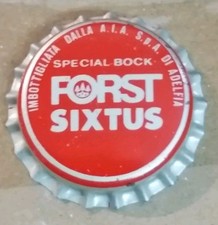 IMBOTTIGLIATA DALLA A.I.A. S.P.A. DI ADELFIA
SPECIAL BOCK
FORST
SIXTUS